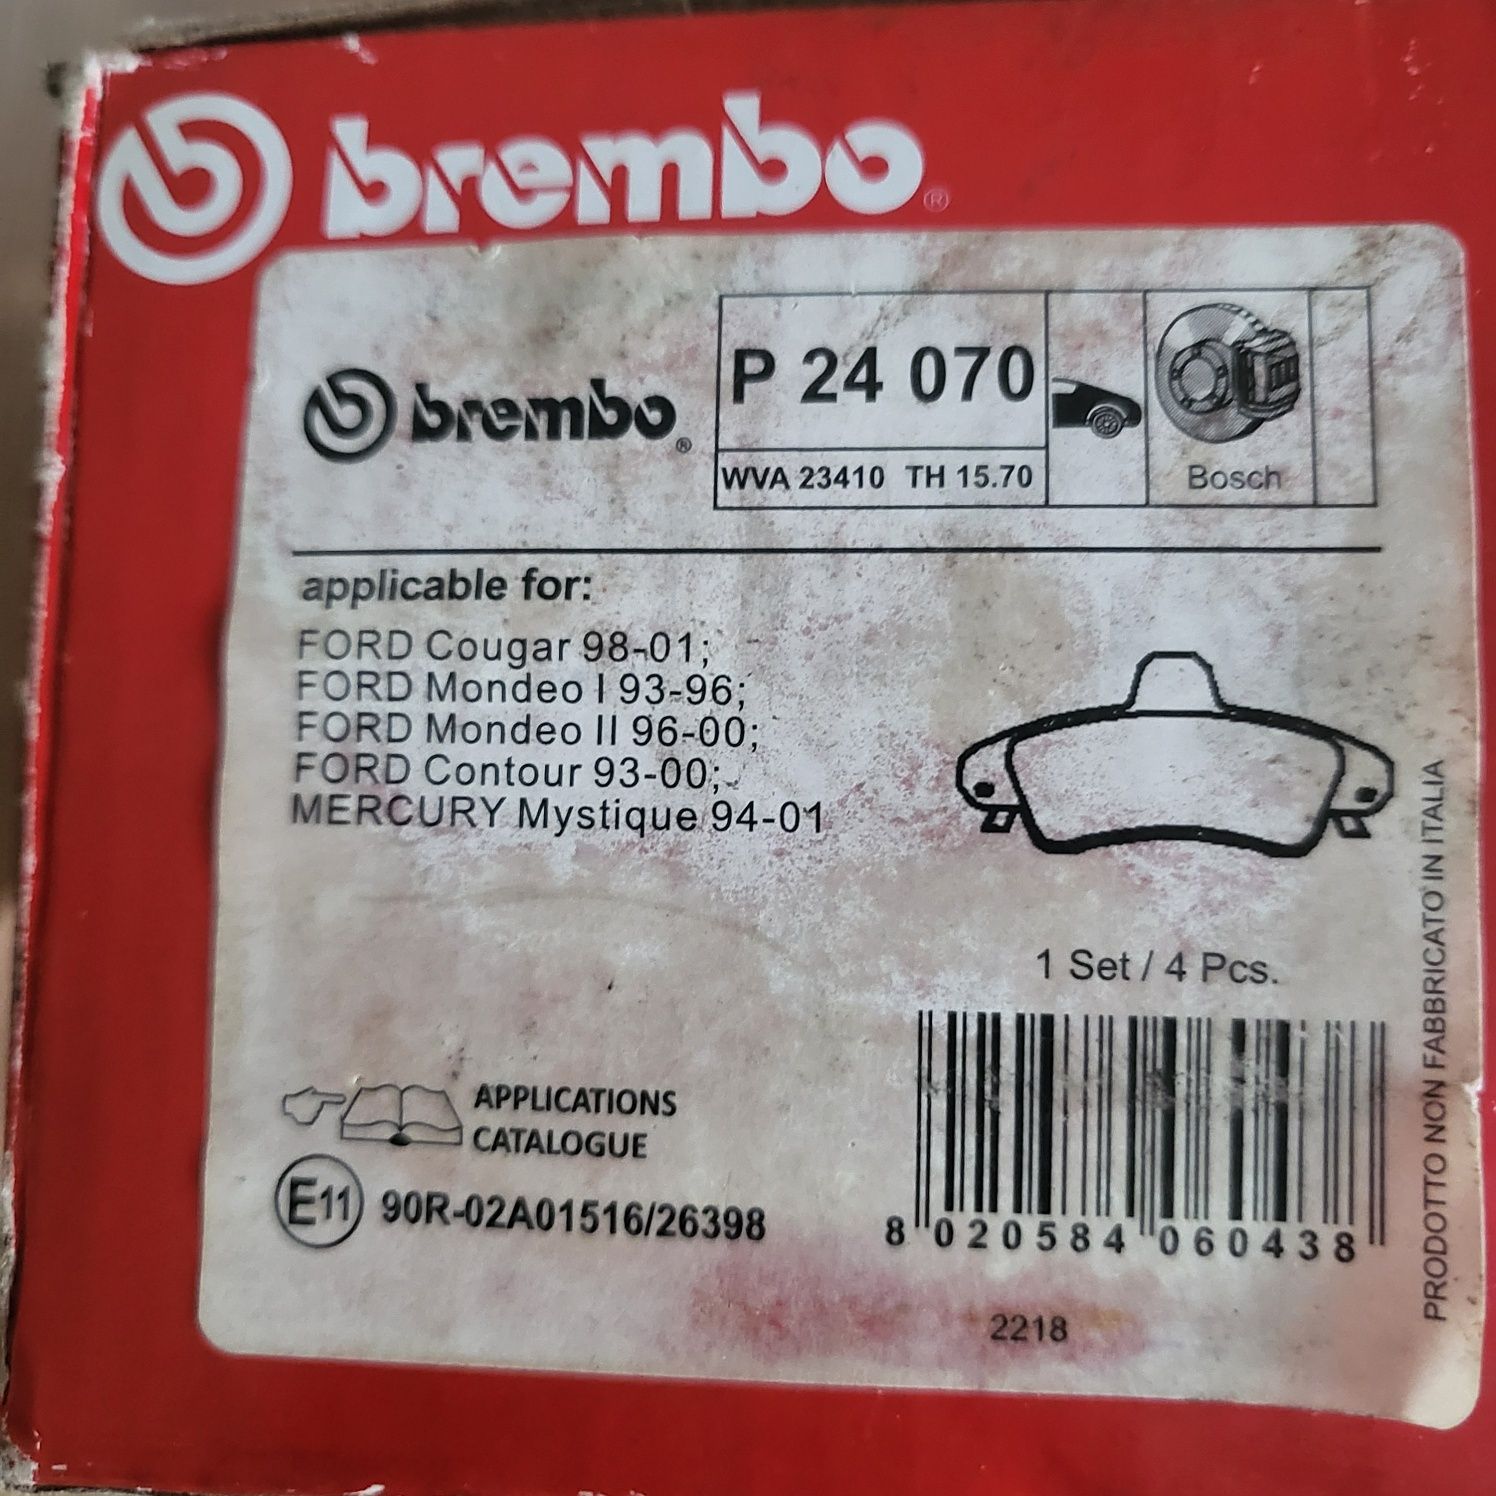 brembo®
brembo®
P 24 070
WVA 23410 TH 15.70
Bosch
applicable for:
FORD Cougar 98-01;
FORD Mondeo I 93-96;
FORD Mondeo II 96-00;
FORD Contour 93-00;
MERCURY Mystique 94-01
1 Set / 4 Pcs.
APPLICATIONS
CATALOGUE
E11 90R-02A01516/26398
8 020584 060438
2218
PRODOTTO NON FABBRICATO IN ITALIA